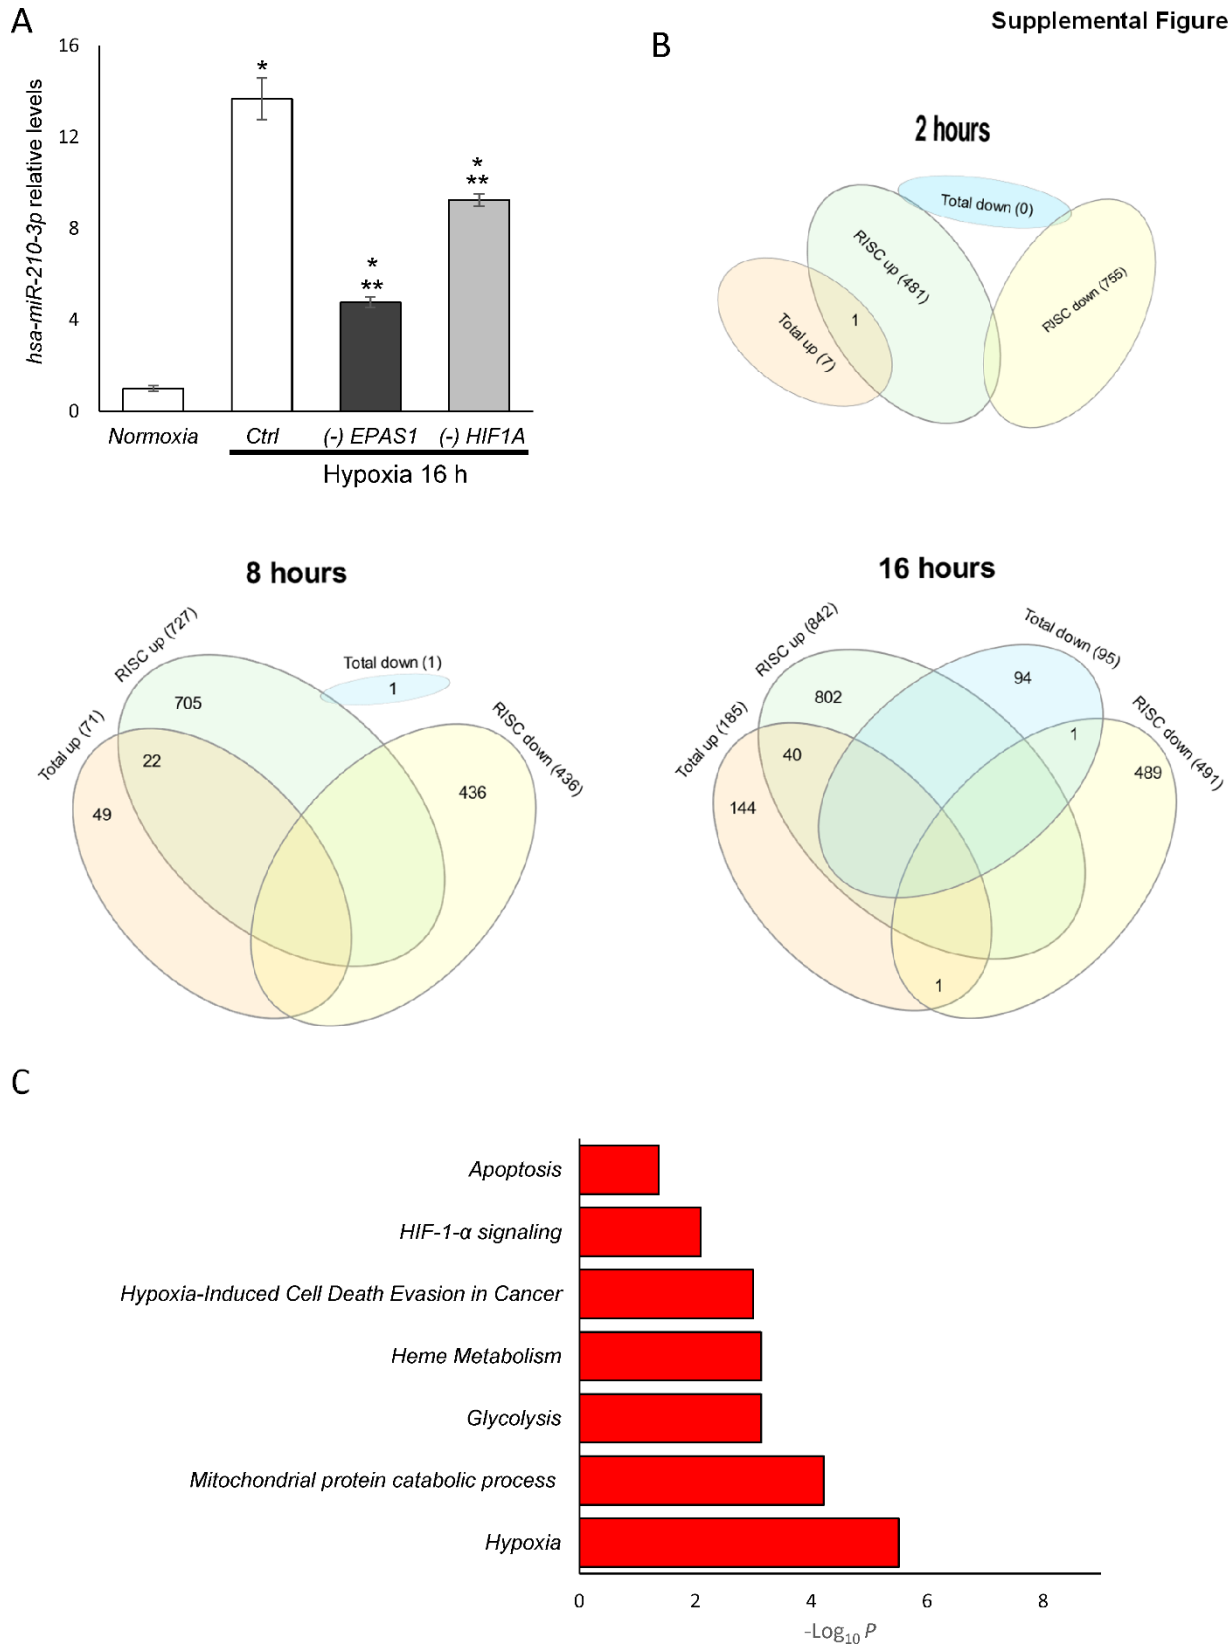 Supplemental Figure
A
hsa-miR-210-3p relative levels
16
12
8
4
0
*
*
**
*
**
Normoxia
Ctrl
(-) EPAS1
(-) HIF1A
Hypoxia 16 h
B
2 hours
Total down (0)
RISC up (481)
RISC down (755)
Total up (7)
1
8 hours
RISC up (727)
Total down (1)
1
705
Total up (71)
RISC down (436)
22
436
49
16 hours
RISC up (842)
Total down (95)
94
802
Total up (185)
RISC down (491)
1
40
489
144
1
C
Apoptosis
HIF-1-α signaling
Hypoxia-Induced Cell Death Evasion in Cancer
Heme Metabolism
Glycolysis
Mitochondrial protein catabolic process
Hypoxia
0 2 4 6 8
-Log10 P